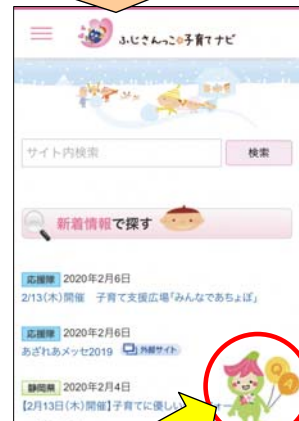 ふじさんっこ☆子育てナビ
サイト内検索 検索
新着情報で探す
応援隊 2020年2月6日
2/13(木)開催 子育て支援広場「みんなであちょぼ」
応援隊 2020年2月6日
あざれあメッセ2019 外部サイト
静岡県 2020年2月4日
【2月13日(木)開催】子育てに優しい
Q A